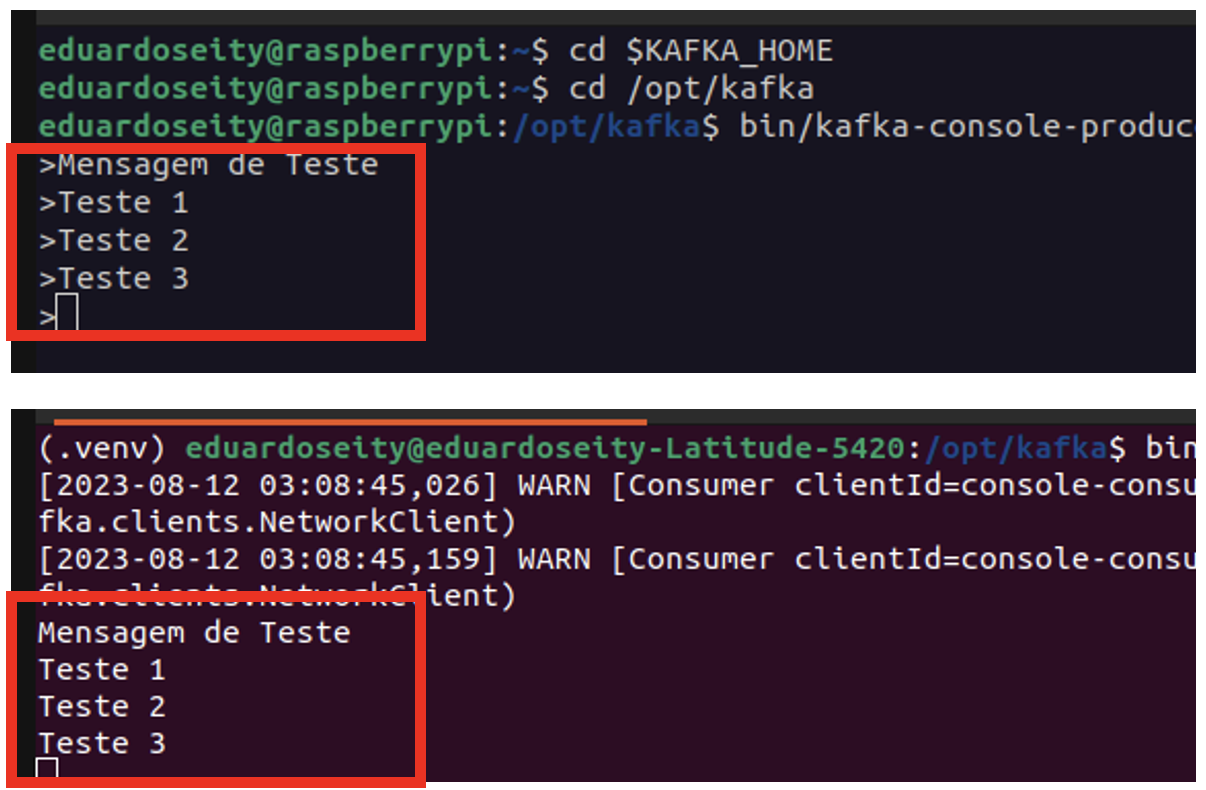 eduardoseity@raspberrypi:~$ cd $KAFKA_HOME
eduardoseity@raspberrypi:~$ cd /opt/kafka
eduardoseity@raspberrypi:/opt/kafka$ bin/kafka-console-produc
>Mensagem de Teste
>Teste 1
>Teste 2
>Teste 3
>
(.venv) eduardoseity@eduardoseity-Latitude-5420:/opt/kafka$ bin
[2023-08-12 03:08:45,026] WARN [Consumer clientId=console-consu
fka.clients.NetworkClient)
[2023-08-12 03:08:45,159] WARN [Consumer clientId=console-consu
fka.clients.NetworkClient)
Mensagem de Teste
Teste 1
Teste 2
Teste 3